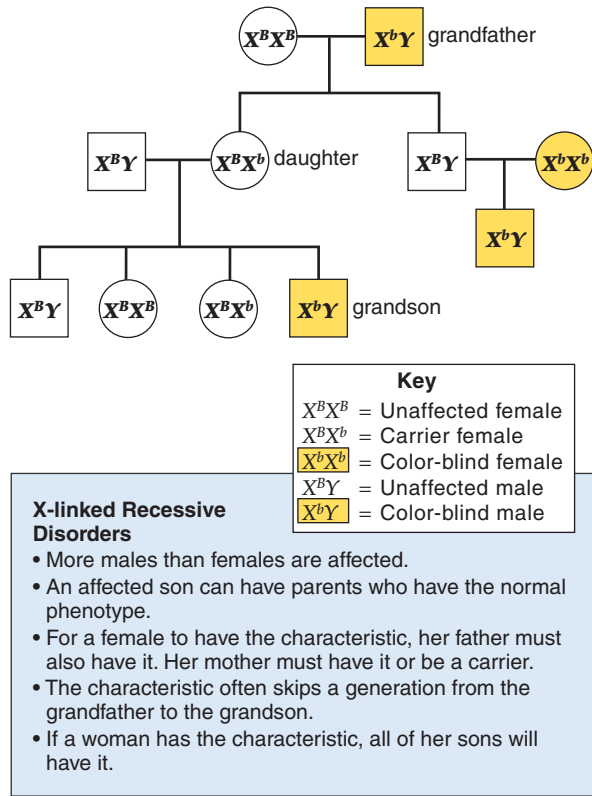 XᴮXᴮ XᵇY grandfather
XᴮY XᴮXᵇ daughter XᴮY XᵇXᵇ
XᵇY
XᴮY XᴮXᴮ XᴮXᵇ XᵇY grandson
Key
XᴮXᴮ = Unaffected female
XᴮXᵇ = Carrier female
XᵇXᵇ = Color-blind female
XᴮY = Unaffected male
XᵇY = Color-blind male
X-linked Recessive
Disorders
• More males than females are affected.
• An affected son can have parents who have the normal
phenotype.
• For a female to have the characteristic, her father must
also have it. Her mother must have it or be a carrier.
• The characteristic often skips a generation from the
grandfather to the grandson.
• If a woman has the characteristic, all of her sons will
have it.